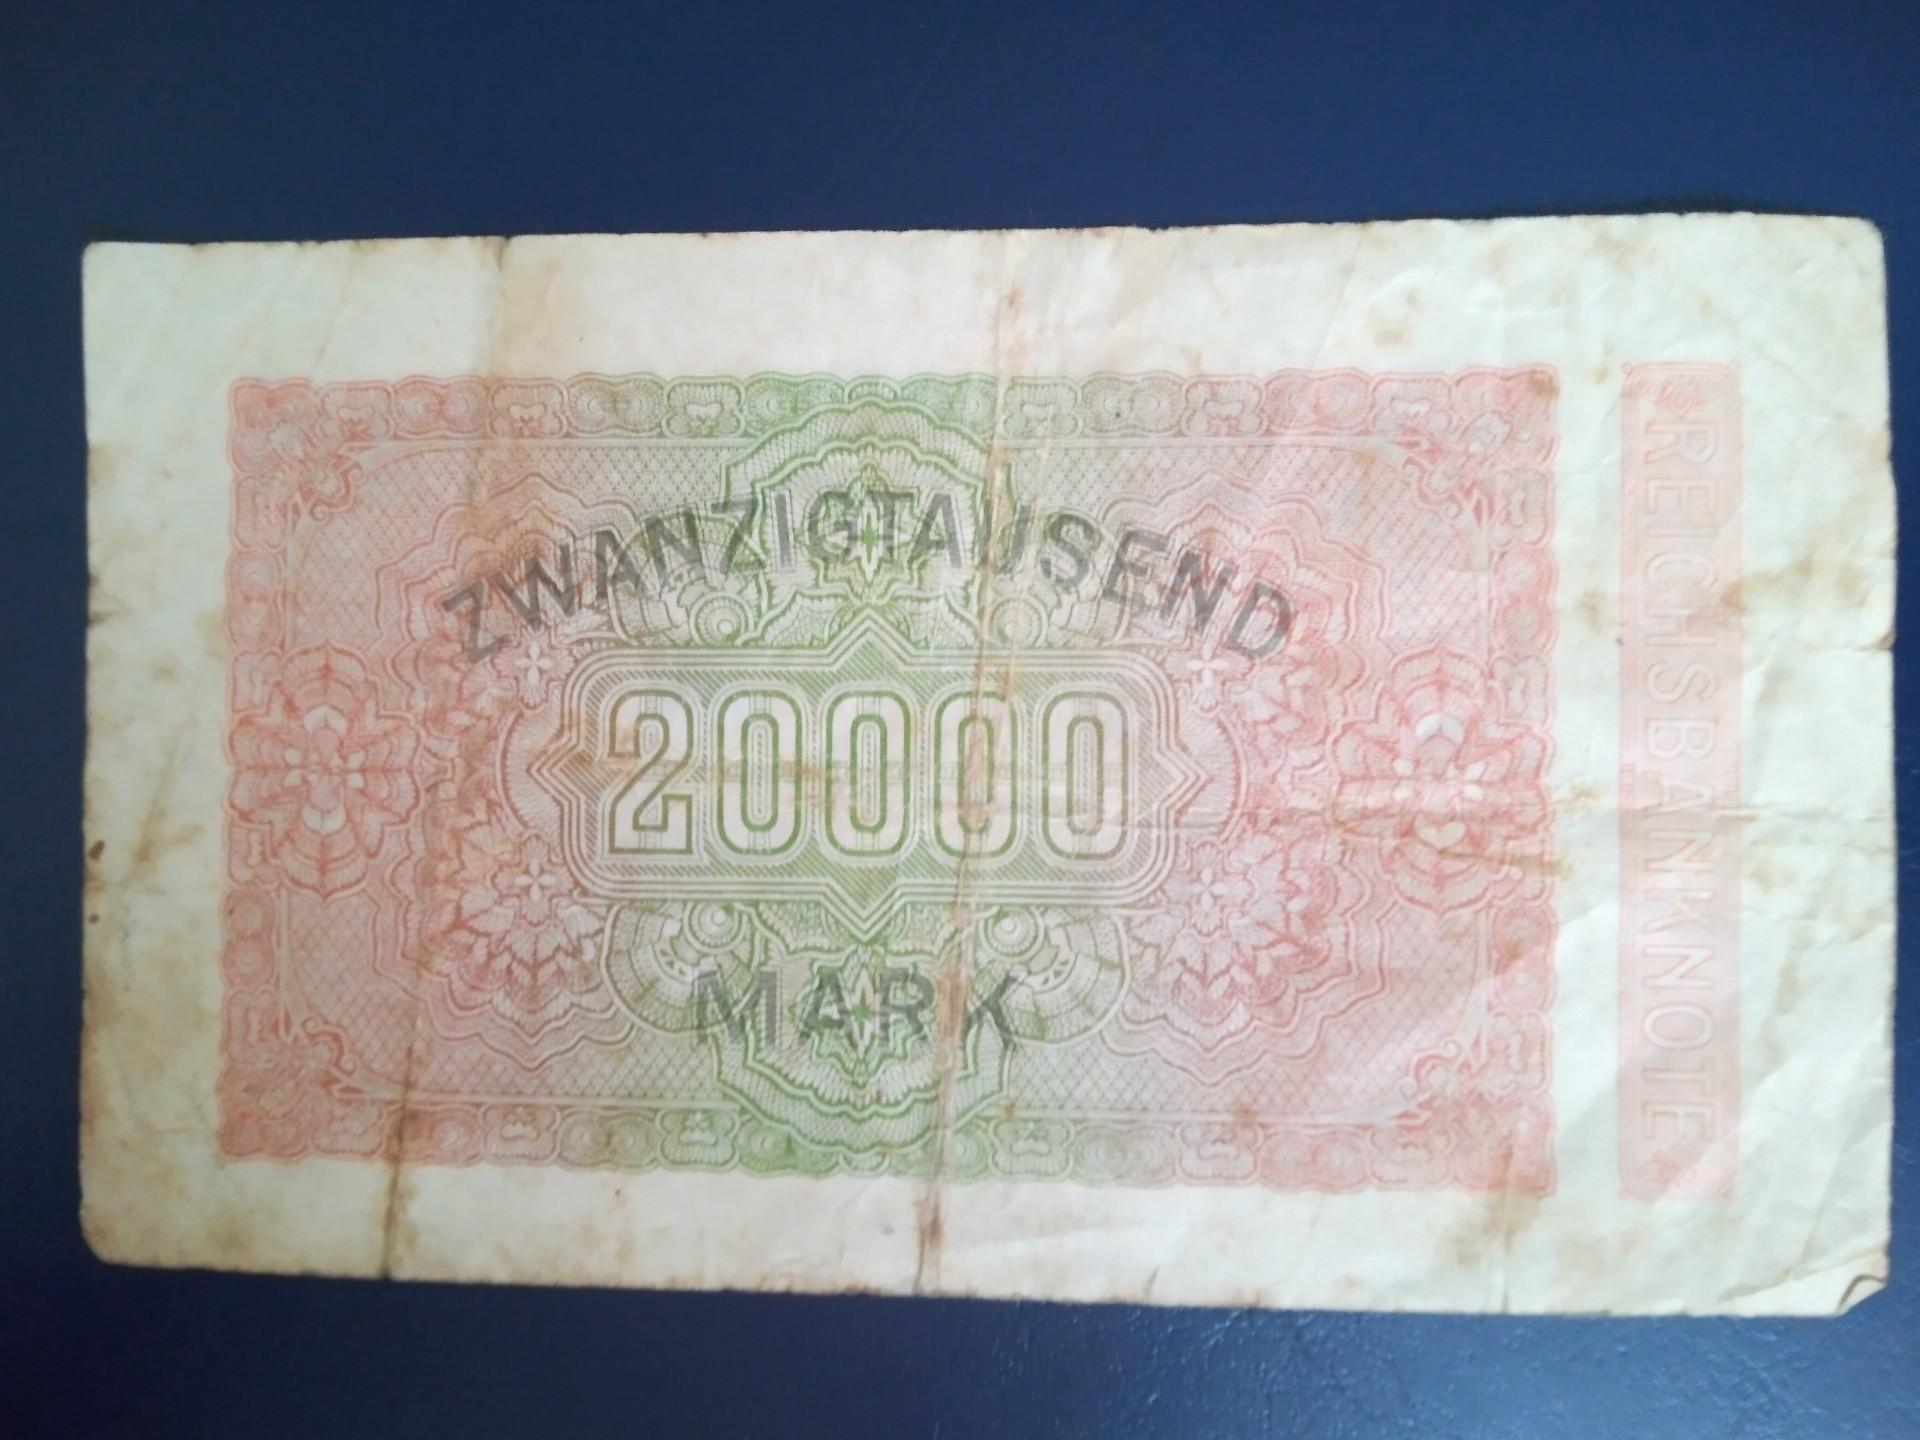 ZWANZIGTAUSEND
20000
MARK
REICHSBANKNOTE